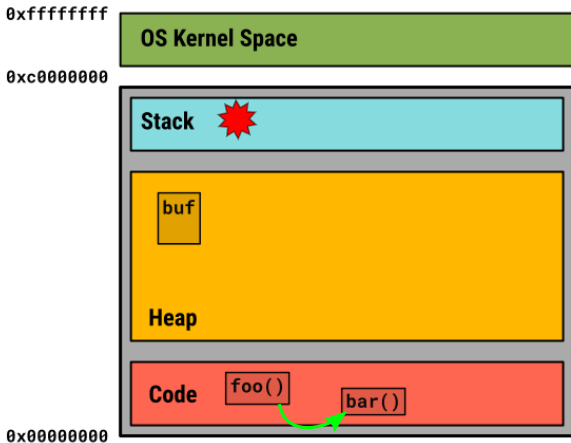 0xffffffff
OS Kernel Space
0xc0000000
Stack
buf
Heap
Code
foo()
bar()
0x00000000